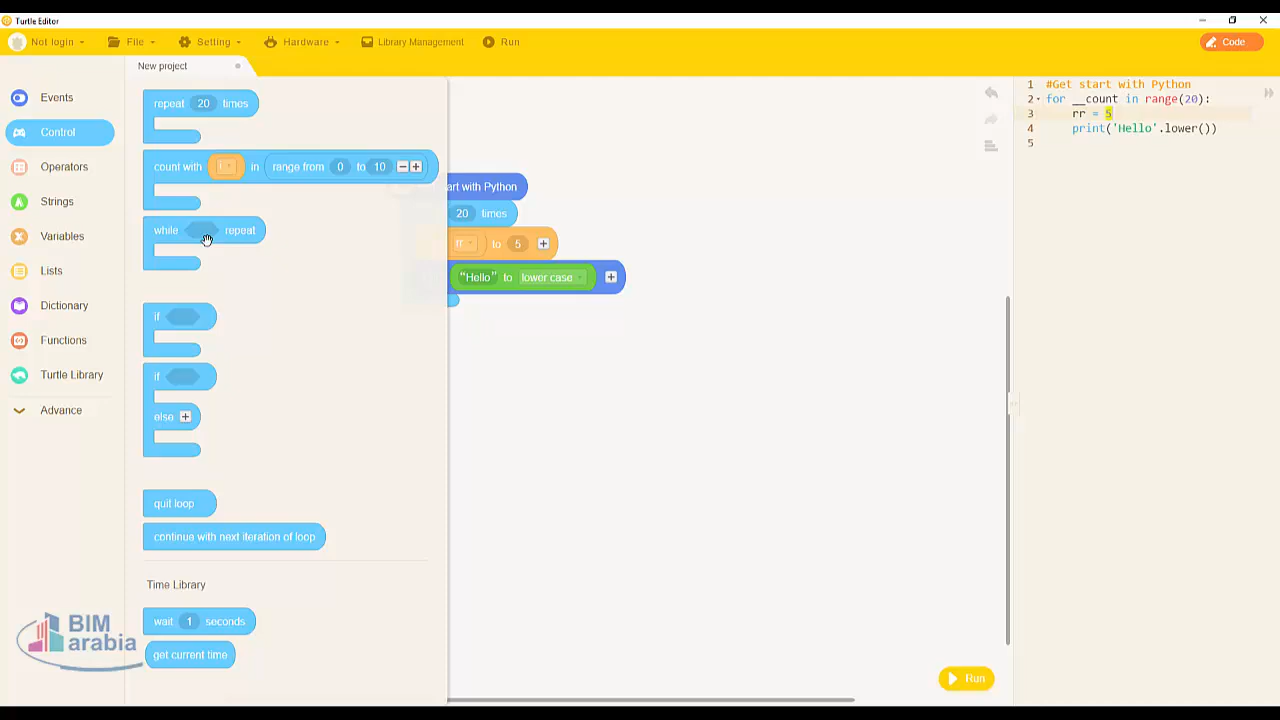 Turtle Editor
Not login File Setting Hardware Library Management Run Code
New project
Events
Control
Operators
Strings
Variables
Lists
Dictionary
Functions
Turtle Library
Advance
repeat 20 times
count with i in range from 0 to 10
while repeat
if
if
else
quit loop
continue with next iteration of loop
Time Library
wait 1 seconds
get current time
art with Python
20 times
rr to 5
"Hello" to lower case
Run
1 #Get start with Python
2 for __count in range(20):
3 rr = 5
4 print('Hello'.lower())
5
BIM
arabia